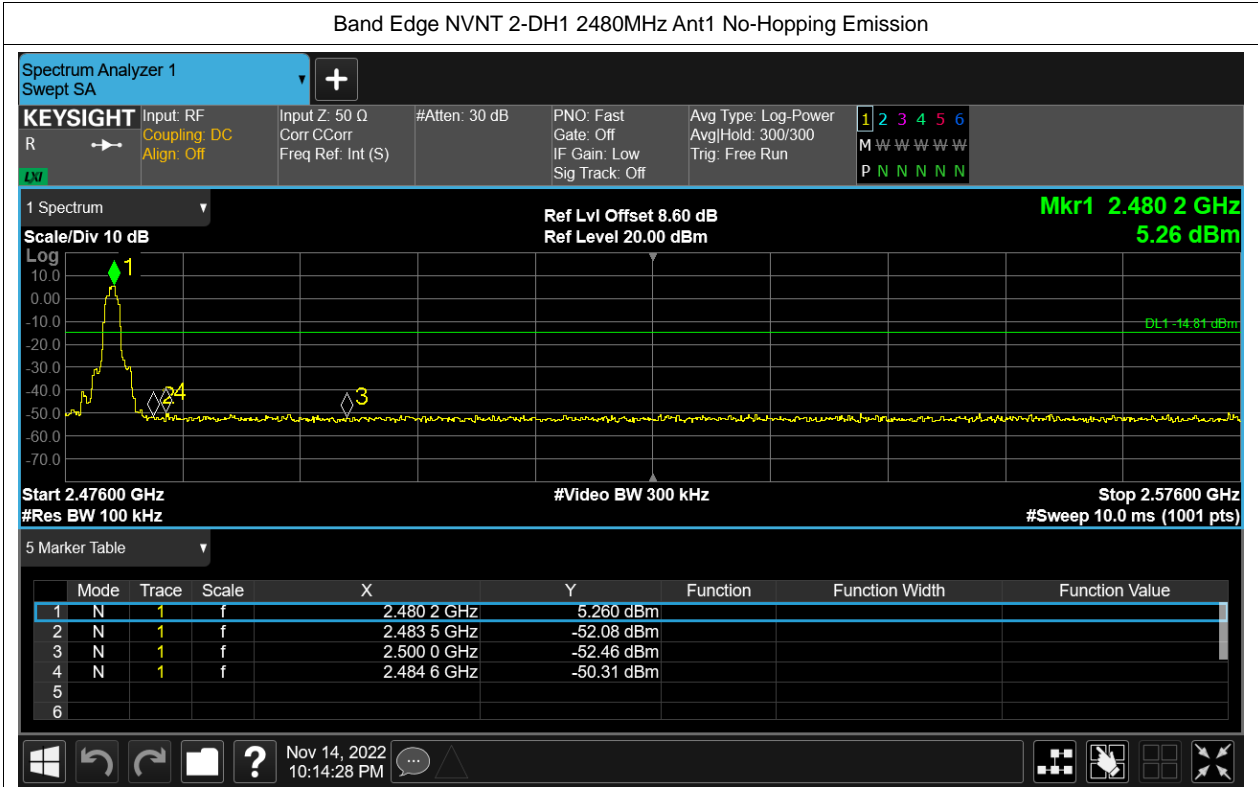 Band Edge NVNT 2-DH1 2480MHz Ant1 No-Hopping Emission
Spectrum Analyzer 1
Swept SA
KEYSIGHT
R
LXI
Input: RF
Coupling: DC
Align: Off
Input Z: 50 Ω
Corr CCorr
Freq Ref: Int (S)
#Atten: 30 dB
PNO: Fast
Gate: Off
IF Gain: Low
Sig Track: Off
Avg Type: Log-Power
Avg|Hold: 300/300
Trig: Free Run
1 2 3 4 5 6
M W W W W W
P N N N N N
1 Spectrum
Scale/Div 10 dB
Ref Lvl Offset 8.60 dB
Ref Level 20.00 dBm
Mkr1 2.480 2 GHz
5.26 dBm
Log
10.0
0.00
-10.0
-20.0
-30.0
-40.0
-50.0
-60.0
-70.0
1
2 4
3
DL1 -14.81 dBm
Start 2.47600 GHz
#Video BW 300 kHz
Stop 2.57600 GHz
#Res BW 100 kHz
#Sweep 10.0 ms (1001 pts)
5 Marker Table
Mode Trace Scale X Y Function Function Width Function Value
1 N 1 f 2.480 2 GHz 5.260 dBm
2 N 1 f 2.483 5 GHz -52.08 dBm
3 N 1 f 2.500 0 GHz -52.46 dBm
4 N 1 f 2.484 6 GHz -50.31 dBm
5
6
?
Nov 14, 2022
10:14:28 PM